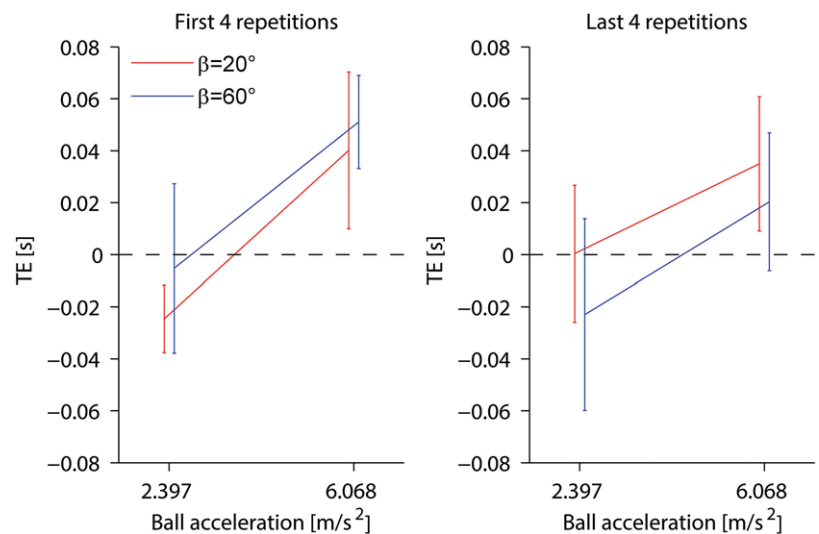 First 4 repetitions
TE [s]
0.08
0.06
0.04
0.02
0
−0.02
−0.04
−0.06
−0.08
β=20°
β=60°
2.397 6.068
Ball acceleration [m/s²]
Last 4 repetitions
TE [s]
0.08
0.06
0.04
0.02
0
−0.02
−0.04
−0.06
−0.08
2.397 6.068
Ball acceleration [m/s²]